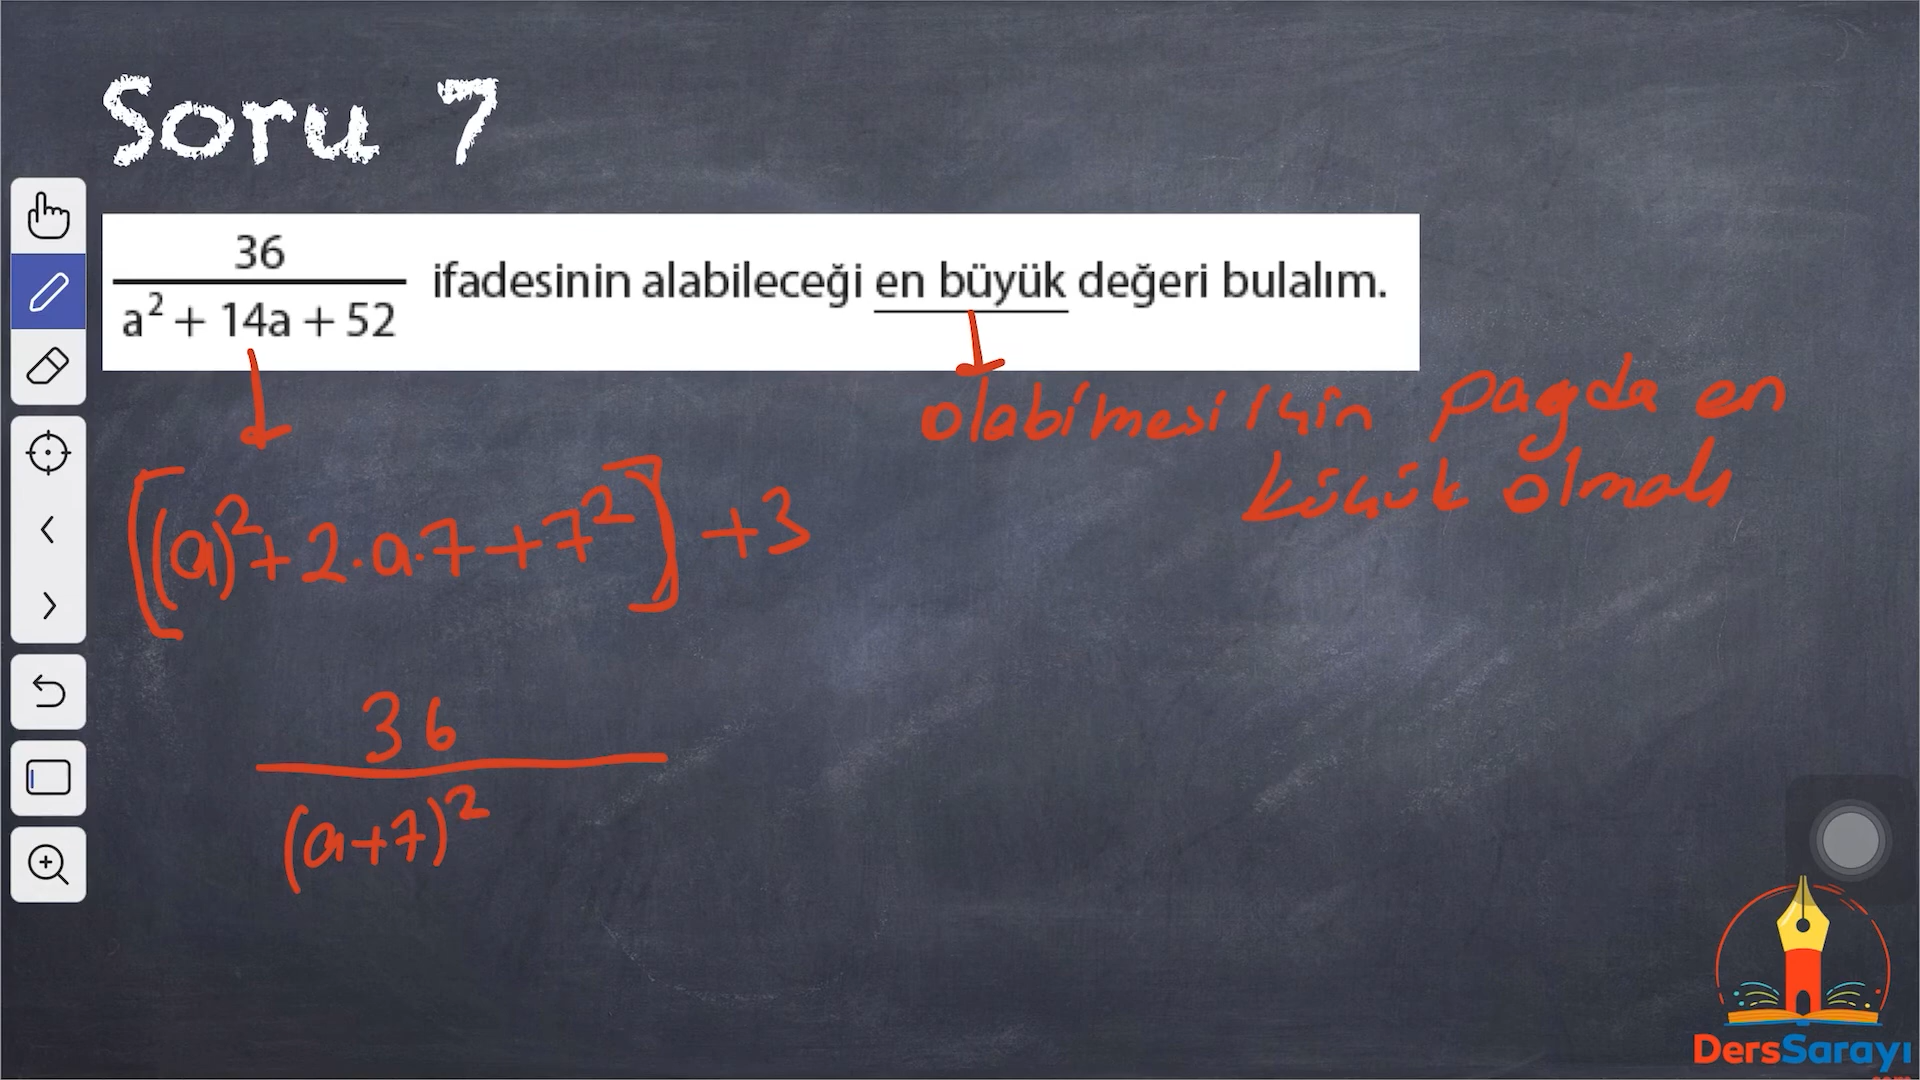 Soru 7
36
a² + 14a + 52
ifadesinin alabileceği en büyük değeri bulalım.
olabilmesi için payda en
küçük olmalı
[(a)² + 2·a·7 + 7²] + 3
36
(a+7)²
DersSarayı
.com